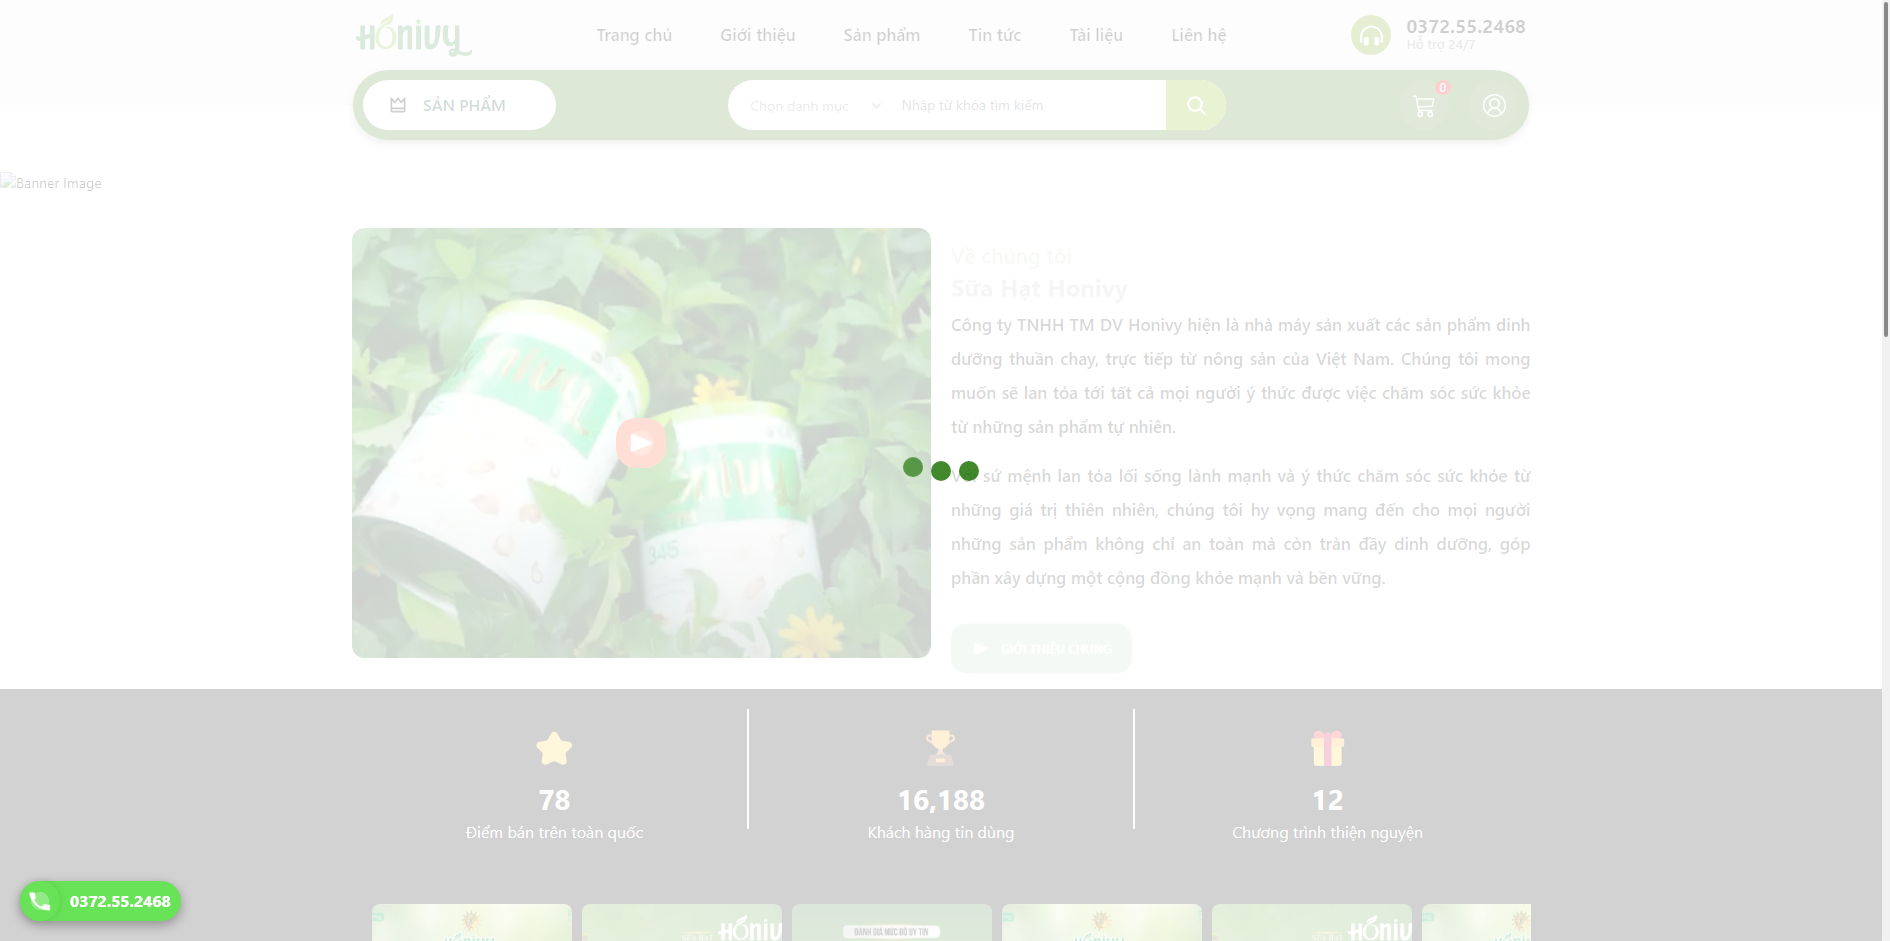 Honivy
Trang chủ
Giới thiệu
Sản phẩm
Tin tức
Tài liệu
Liên hệ
0372.55.2468
Hỗ trợ 24/7
SẢN PHẨM
Chọn danh mục
Nhập từ khóa tìm kiếm
0
Banner Image
Về chúng tôi
Sữa Hạt Honivy
Công ty TNHH TM DV Honivy hiện là nhà máy sản xuất các sản phẩm dinh
dưỡng thuần chay, trực tiếp từ nông sản của Việt Nam. Chúng tôi mong
muốn sẽ lan tỏa tới tất cả mọi người ý thức được việc chăm sóc sức khỏe
từ những sản phẩm tự nhiên.
sứ mệnh lan tỏa lối sống lành mạnh và ý thức chăm sóc sức khỏe từ
những giá trị thiên nhiên, chúng tôi hy vọng mang đến cho mọi người
những sản phẩm không chỉ an toàn mà còn tràn đầy dinh dưỡng, góp
phần xây dựng một cộng đồng khỏe mạnh và bền vững.
GIỚI THIỆU CHUNG
78
Điểm bán trên toàn quốc
16,188
Khách hàng tin dùng
12
Chương trình thiện nguyện
0372.55.2468
ĐÁNH GIÁ MỨC ĐỘ UY TÍN